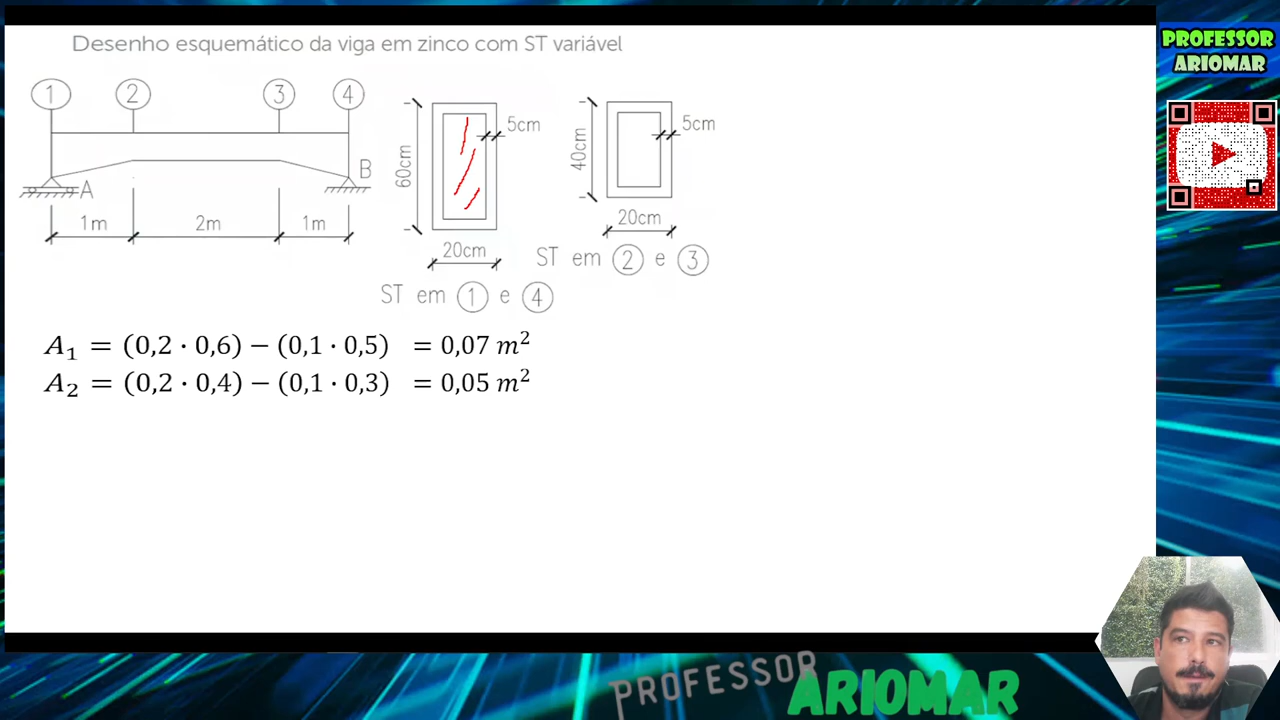 Desenho esquemático da viga em zinco com ST variável
PROFESSOR
ARIOMAR
1 2 3 4
A B
1m 2m 1m
60cm
5cm
20cm
ST em 1 e 4
40cm
5cm
20cm
ST em 2 e 3
A₁ = (0,2 · 0,6) − (0,1 · 0,5) = 0,07 m²
A₂ = (0,2 · 0,4) − (0,1 · 0,3) = 0,05 m²
PROFESSOR
ARIOMAR